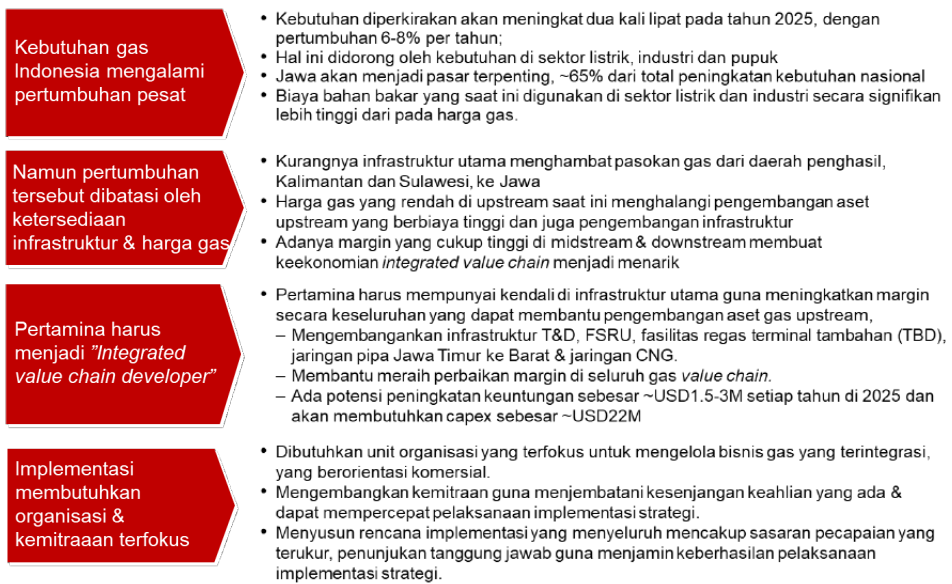 Kebutuhan gas
Indonesia mengalami
pertumbuhan pesat
• Kebutuhan diperkirakan akan meningkat dua kali lipat pada tahun 2025, dengan
pertumbuhan 6-8% per tahun;
• Hal ini didorong oleh kebutuhan di sektor listrik, industri dan pupuk
• Jawa akan menjadi pasar terpenting, ~65% dari total peningkatan kebutuhan nasional
• Biaya bahan bakar yang saat ini digunakan di sektor listrik dan industri secara signifikan
lebih tinggi dari pada harga gas.
Namun pertumbuhan
tersebut dibatasi oleh
ketersediaan
infrastruktur & harga gas
• Kurangnya infrastruktur utama menghambat pasokan gas dari daerah penghasil,
Kalimantan dan Sulawesi, ke Jawa
• Harga gas yang rendah di upstream saat ini menghalangi pengembangan aset
upstream yang berbiaya tinggi dan juga pengembangan infrastruktur
• Adanya margin yang cukup tinggi di midstream & downstream membuat
keekonomian integrated value chain menjadi menarik
Pertamina harus
menjadi ”Integrated
value chain developer”
• Pertamina harus mempunyai kendali di infrastruktur utama guna meningkatkan margin
secara keseluruhan yang dapat membantu pengembangan aset gas upstream,
– Mengembangankan infrastruktur T&D, FSRU, fasilitas regas terminal tambahan (TBD),
jaringan pipa Jawa Timur ke Barat & jaringan CNG.
– Membantu meraih perbaikan margin di seluruh gas value chain.
– Ada potensi peningkatan keuntungan sebesar ~USD1.5-3M setiap tahun di 2025 dan
akan membutuhkan capex sebesar ~USD22M
Implementasi
membutuhkan
organisasi &
kemitraaan terfokus
• Dibutuhkan unit organisasi yang terfokus untuk mengelola bisnis gas yang terintegrasi,
yang berorientasi komersial.
• Mengembangkan kemitraan guna menjembatani kesenjangan keahlian yang ada &
dapat mempercepat pelaksanaan implementasi strategi.
• Menyusun rencana implementasi yang menyeluruh mencakup sasaran pecapaian yang
terukur, penunjukan tanggung jawab guna menjamin keberhasilan pelaksanaan
implementasi strategi.